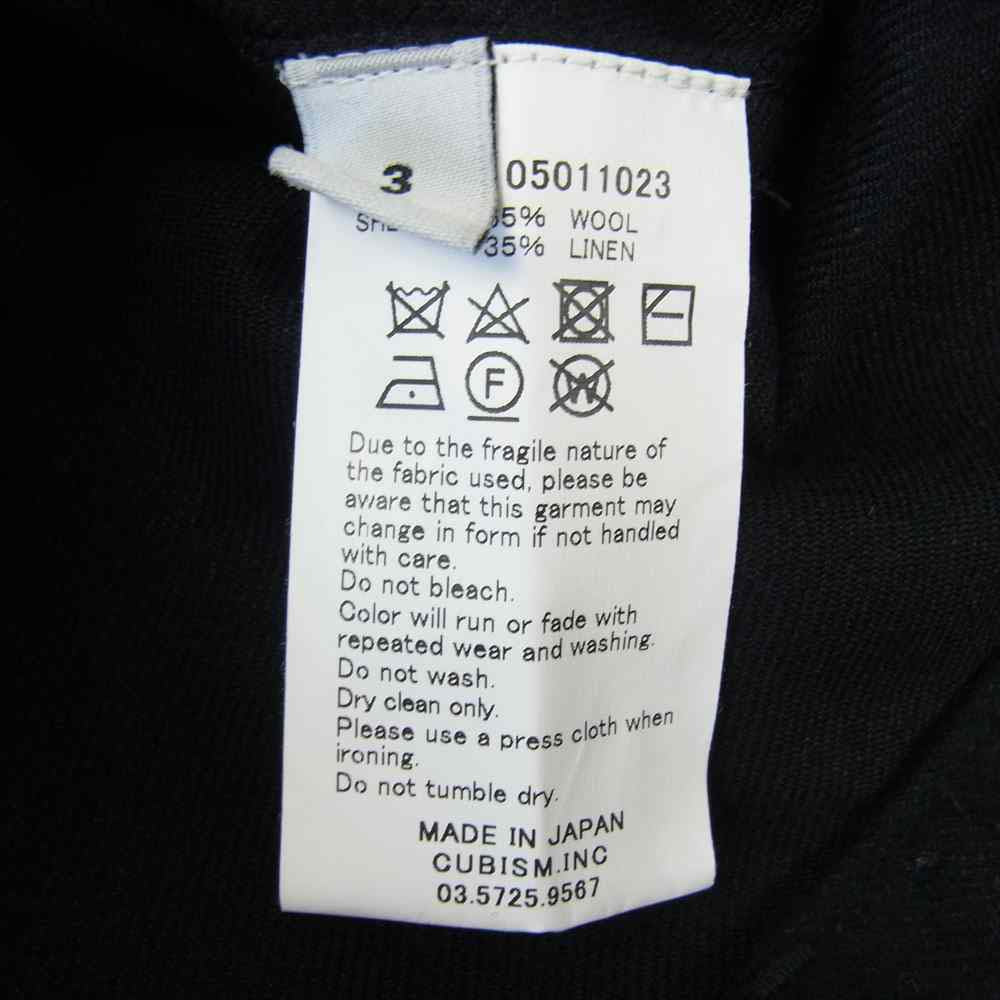 3
05011023
35% WOOL
35% LINEN
F
W
Due to the fragile nature of
the fabric used, please be
aware that this garment may
change in form if not handled
with care.
Do not bleach.
Color will run or fade with
repeated wear and washing.
Do not wash.
Dry clean only.
Please use a press cloth when
ironing.
Do not tumble dry.
MADE IN JAPAN
CUBISM.INC
03.5725.9567